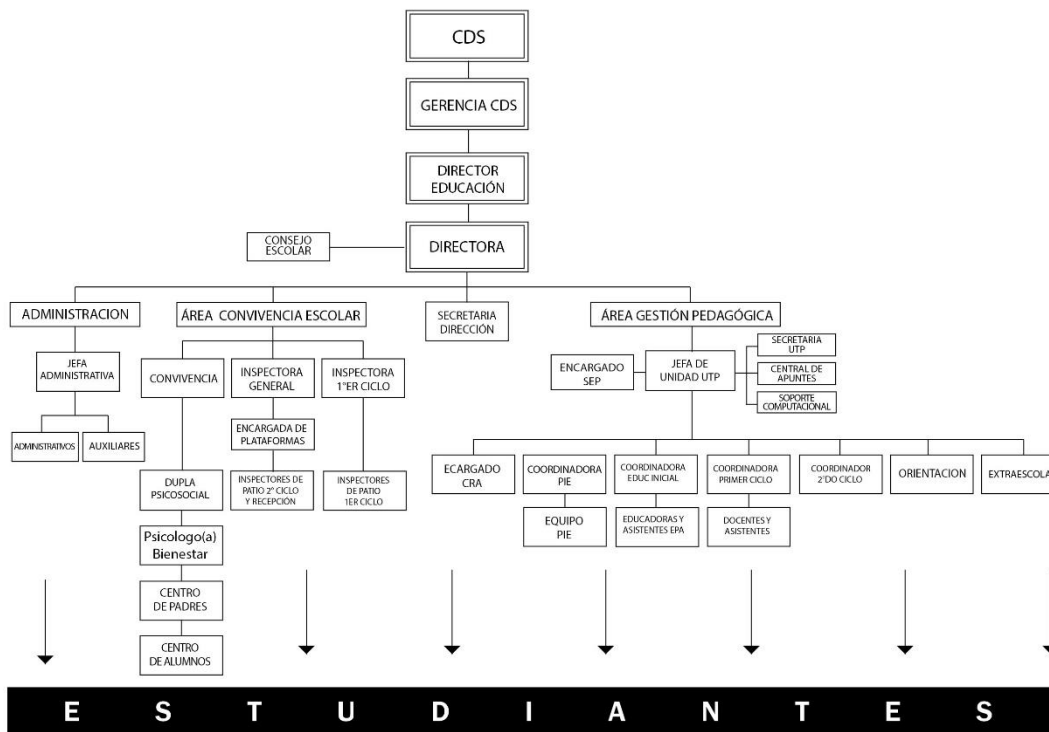 CDS
GERENCIA CDS
DIRECTOR
EDUCACIÓN
CONSEJO
ESCOLAR
DIRECTORA
ADMINISTRACION
ÁREA CONVIVENCIA ESCOLAR
SECRETARIA
DIRECCIÓN
ÁREA GESTIÓN PEDAGÓGICA
JEFA
ADMINISTRATIVA
ADMINISTRATIVOS
AUXILIARES
CONVIVENCIA
INSPECTORA
GENERAL
INSPECTORA
1°ER CICLO
ENCARGADA DE
PLATAFORMAS
DUPLA
PSICOSOCIAL
INSPECTORES DE
PATIO 2° CICLO
Y RECEPCIÓN
INSPECTORES
DE PATIO
1ER CICLO
Psicologo(a)
Bienestar
CENTRO
DE PADRES
CENTRO
DE ALUMNOS
ENCARGADO
SEP
JEFA DE
UNIDAD UTP
SECRETARIA
UTP
CENTRAL DE
APUNTES
SOPORTE
COMPUTACIONAL
ECARGADO
CRA
COORDINADORA
PIE
COORDINADORA
EDUC INICIAL
COORDINADORA
PRIMER CICLO
COORDINADOR
2°DO CICLO
ORIENTACION
EXTRAESCOLA
EQUIPO
PIE
EDUCADORAS Y
ASISTENTES EPA
DOCENTES Y
ASISTENTES
E S T U D I A N T E S